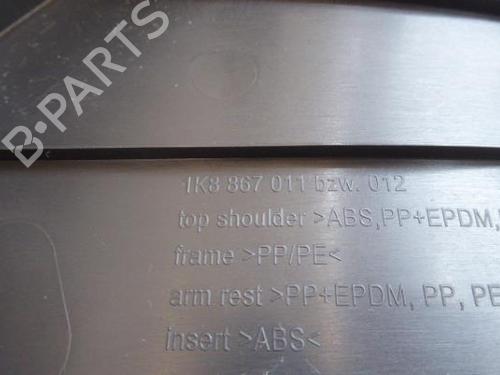 B-PARTS
1K8 867 011 bzw. 012
top shoulder >ABS,PP+EPDM,
frame >PP/PE<
arm rest >PP+EPDM, PP, PE
insert >ABS<